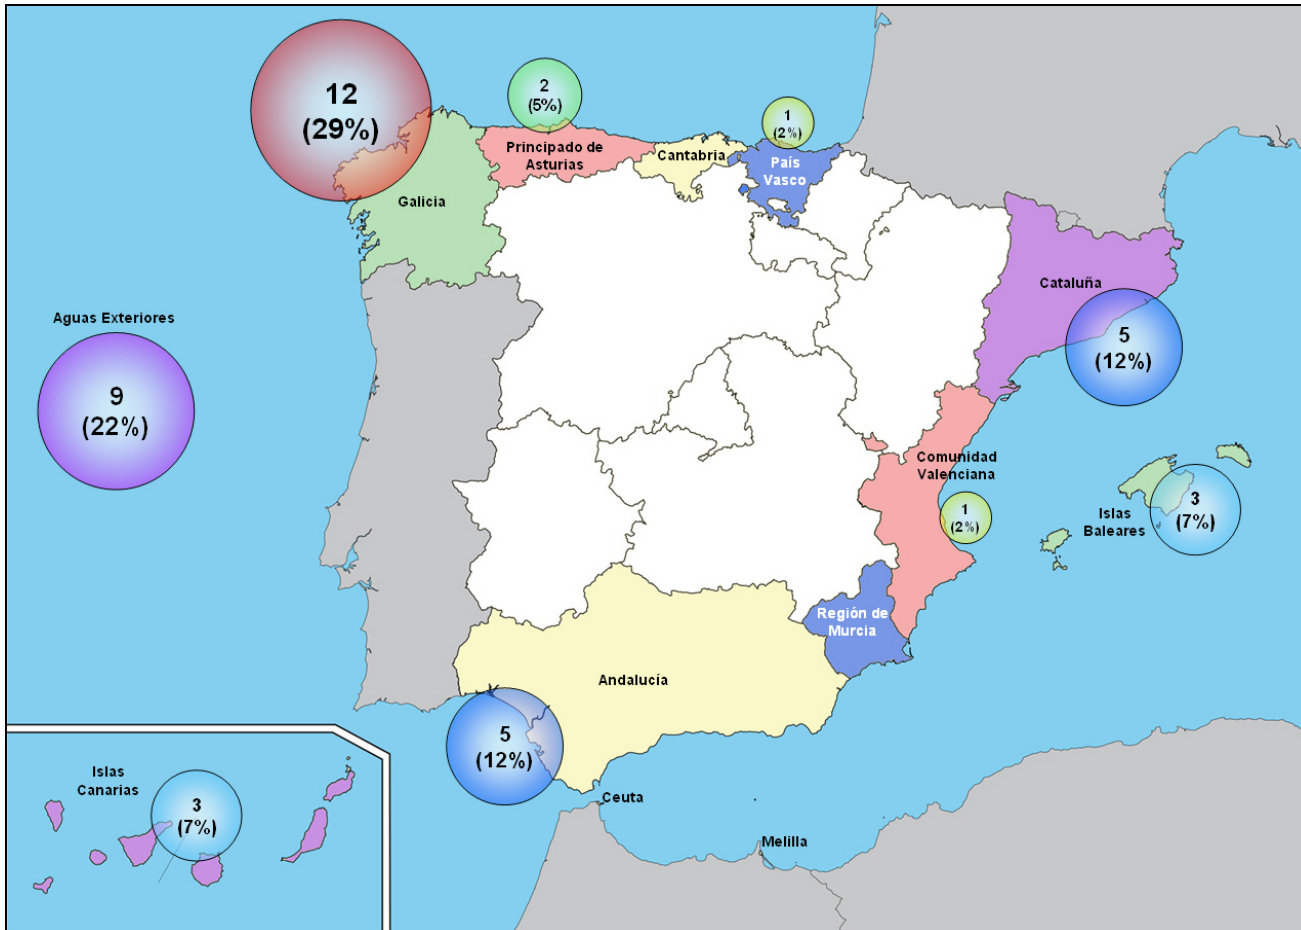 12
(29%)
2
(5%)
1
(2%)
Principado de
Asturias
Cantabria
País
Vasco
Galicia
Cataluña
5
(12%)
Aguas Exteriores
9
(22%)
Comunidad
Valenciana
1
(2%)
Islas
Baleares
3
(7%)
Región de
Murcia
Andalucía
5
(12%)
Islas
Canarias
3
(7%)
Ceuta
Melilla